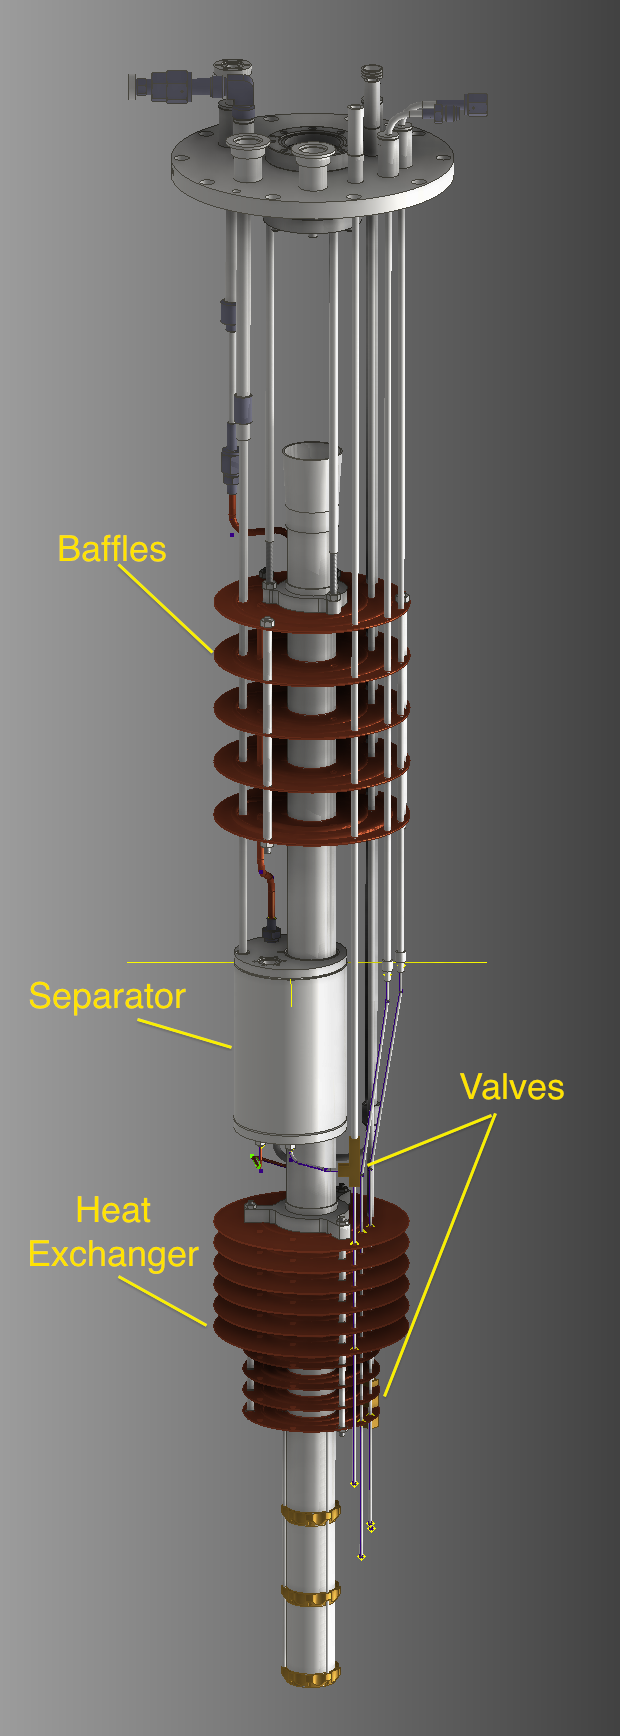 Baffles
Separator
Valves
Heat
Exchanger